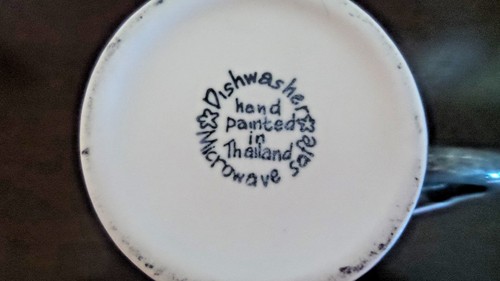 Dishwasher
hand
painted
in
Thailand
Microwave safe